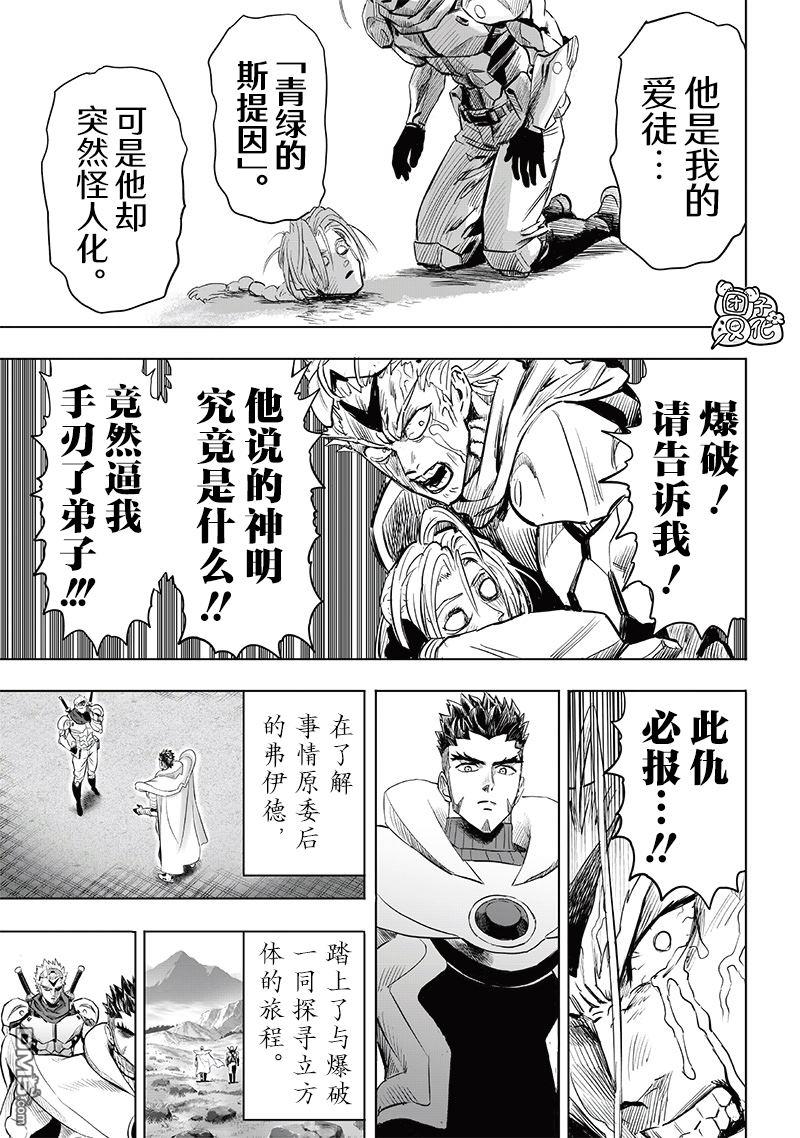 他是我的
爱徒…
「青绿的
斯提因」。
可是他却
突然怪人化。
团子
汉化
爆破！
请告诉我！
他说的神明
究竟是什么!!
竟然逼我
手刃了弟子!!!
此仇
必报…!!
在了解
事情原委后
的弗伊德，
踏上了与爆破
一同探寻立方
体的旅程。
DM5.com